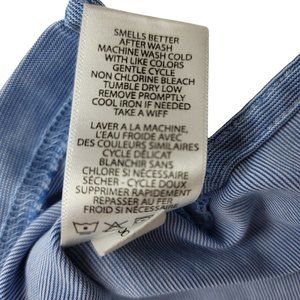 SMELLS BETTER
AFTER WASH
MACHINE WASH COLD
WITH LIKE COLORS
GENTLE CYCLE
NON CHLORINE BLEACH
TUMBLE DRY LOW
REMOVE PROMPTLY
COOL IRON IF NEEDED
TAKE A WIFF
LAVER A LA MACHINE,
L'EAU FROIDE AVEC
DES COULEURS SIMILAIRES
CYCLE DÉLICAT
BLANCHIR SANS
CHLORE SI NÉCESSAIRE
SÉCHER - CYCLE DOUX
SUPPRIMER RAPIDEMENT
REPASSER AU FER
FROID SI NÉCESSAIRE